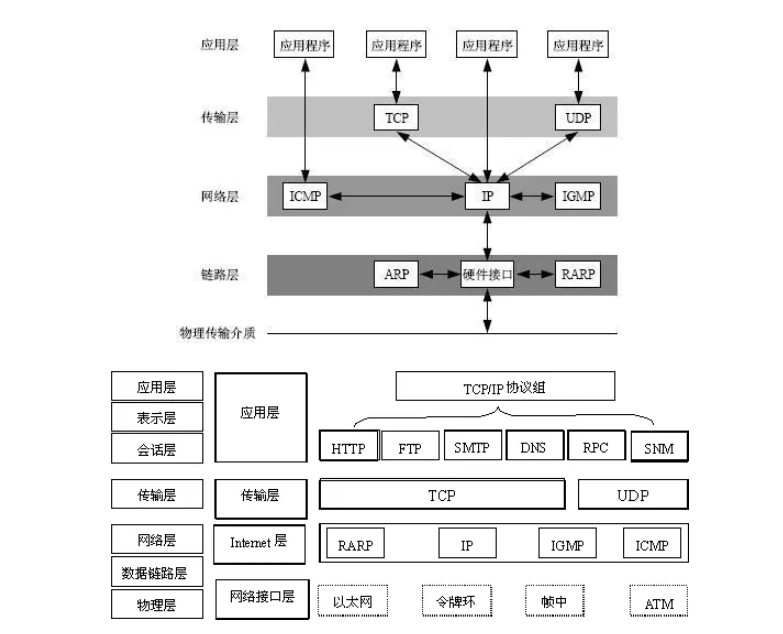 应用层 应用程序 应用程序 应用程序 应用程序
传输层 TCP UDP
网络层 ICMP IP IGMP
链路层 ARP 硬件接口 RARP
物理传输介质
应用层 应用层 TCP/IP 协议组
表示层
会话层 HTTP FTP SMTP DNS RPC SNM
传输层 传输层 TCP UDP
网络层 Internet 层 RARP IP IGMP ICMP
数据链路层
物理层 网络接口层 以太网 令牌环 帧中 ATM